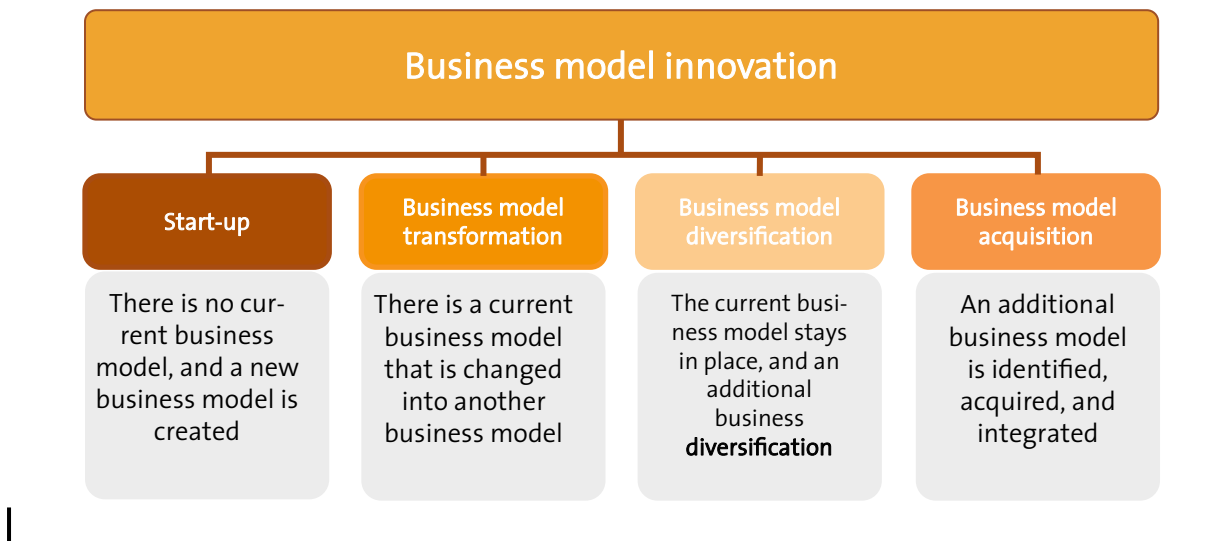 Business model innovation
Start-up
There is no cur-
rent business
model, and a new
business model is
created
Business model
transformation
There is a current
business model
that is changed
into another
business model
Business model
diversification
The current busi-
ness model stays
in place, and an
additional
business
diversification
Business model
acquisition
An additional
business model
is identified,
acquired, and
integrated